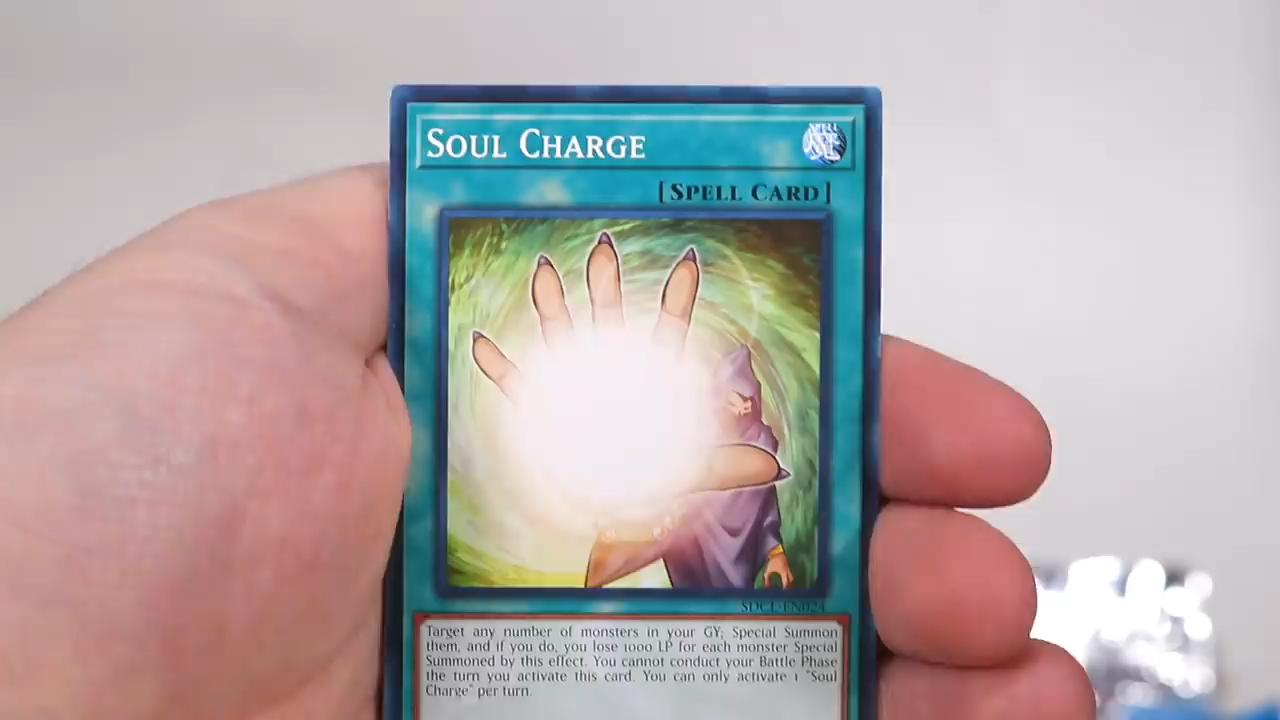 SOUL CHARGE
[SPELL CARD]
SDCL-EN024
Target any number of monsters in your GY; Special Summon
them, and if you do, you lose 1000 LP for each monster Special
Summoned by this effect. You cannot conduct your Battle Phase
the turn you activate this card. You can only activate 1 "Soul
Charge" per turn.